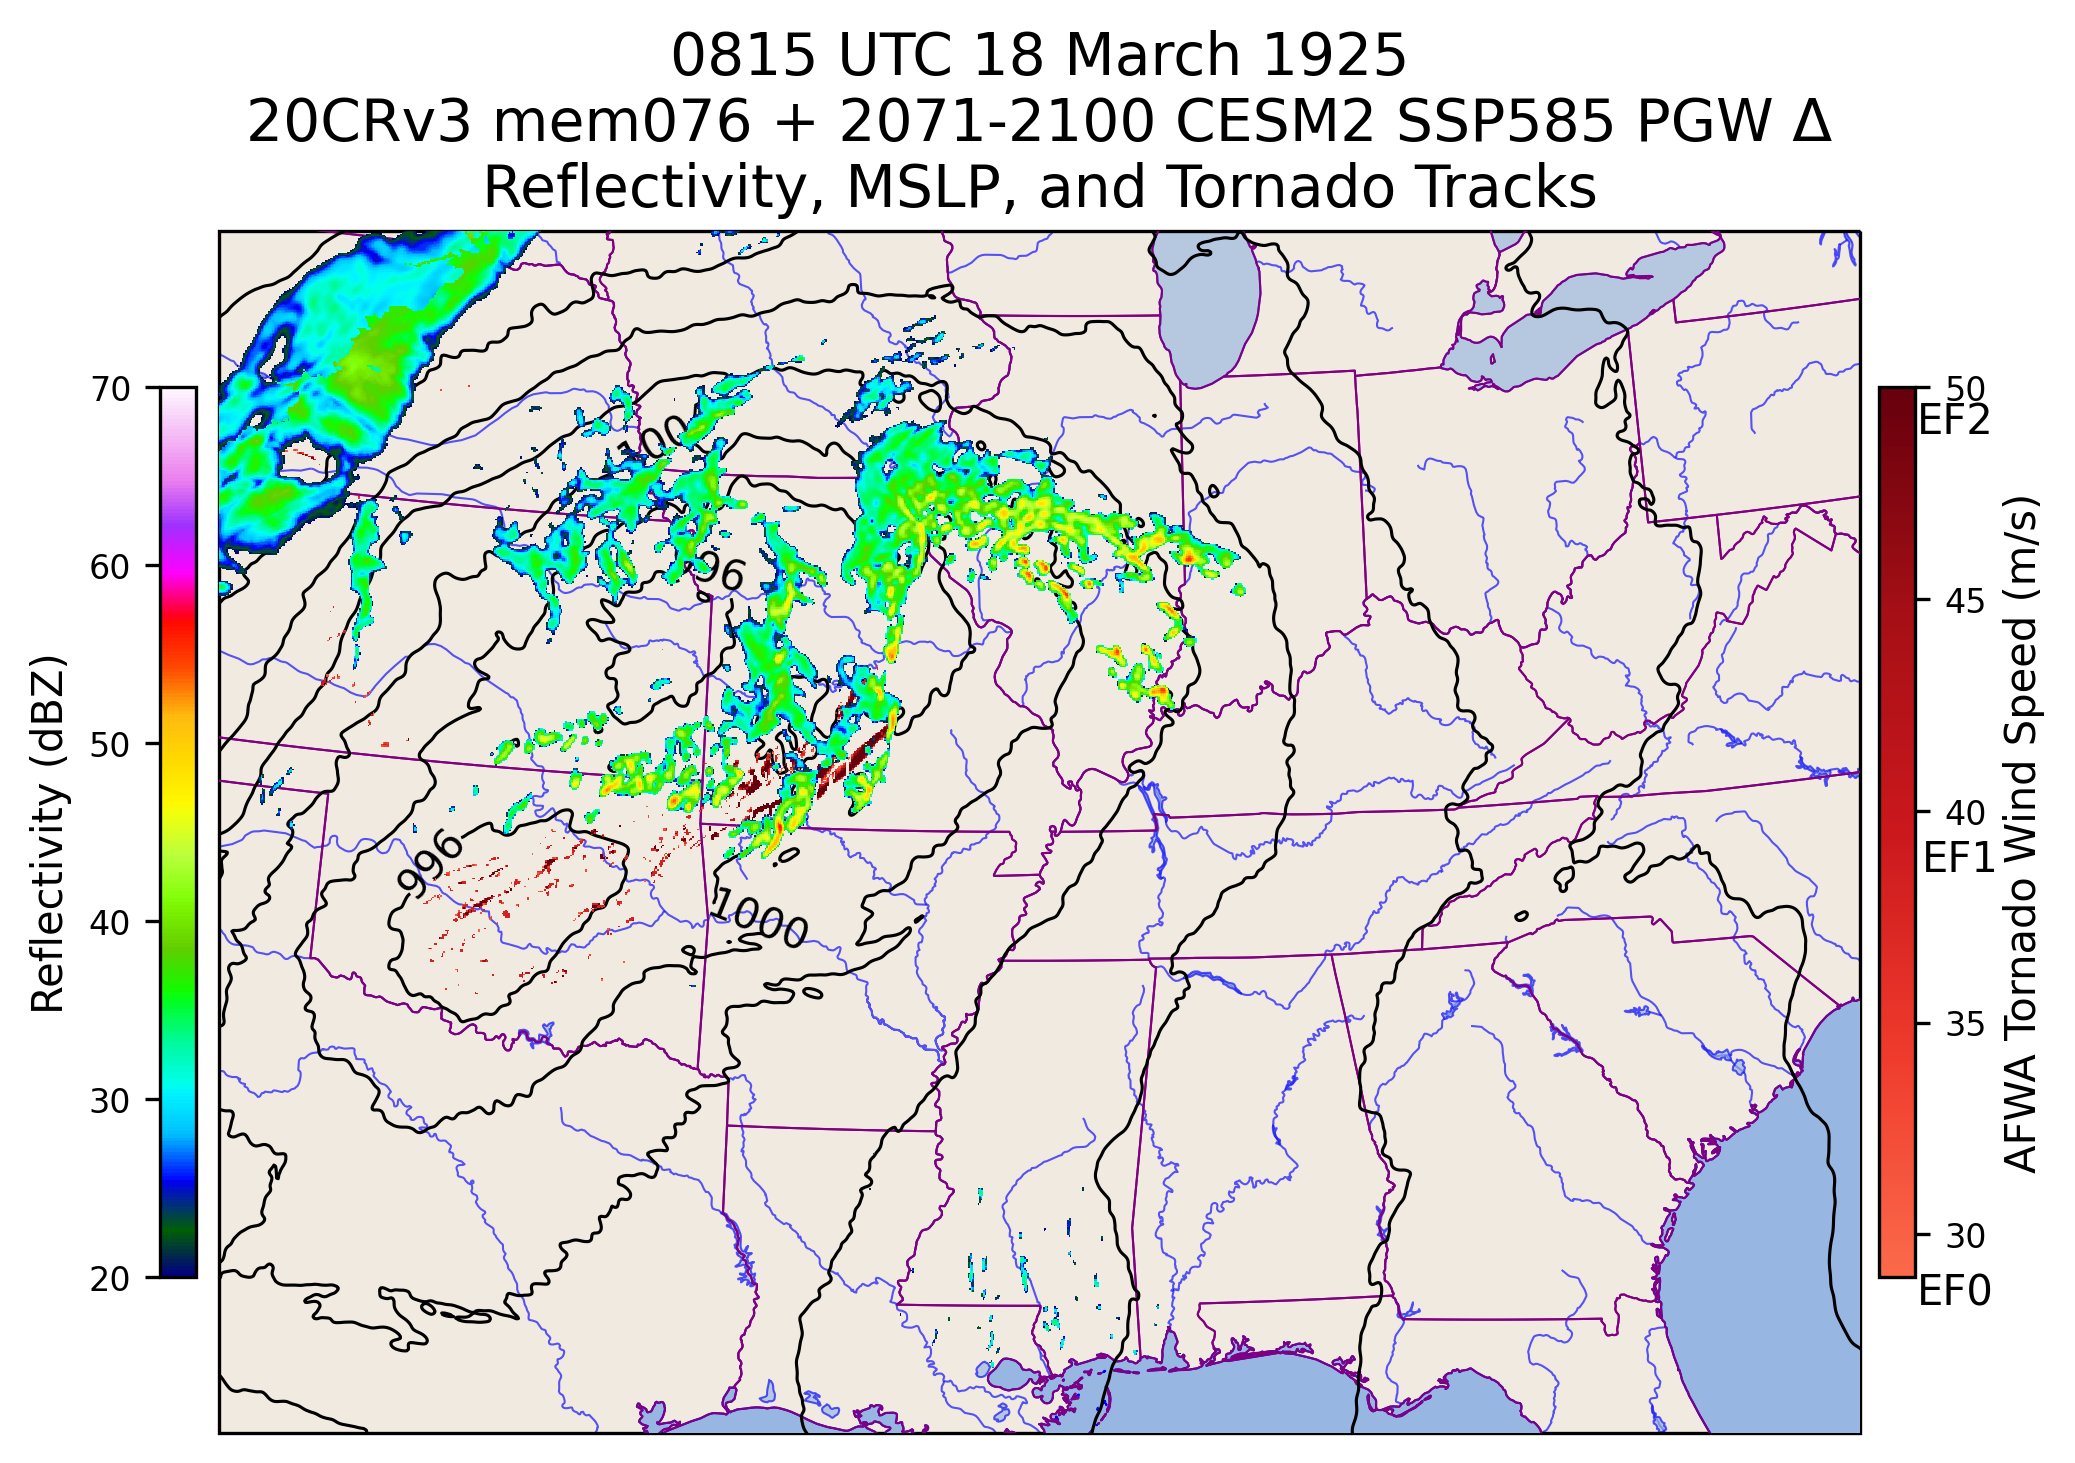 0815 UTC 18 March 1925
20CRv3 mem076 + 2071-2100 CESM2 SSP585 PGW Δ
Reflectivity, MSLP, and Tornado Tracks
70
60
50
40
30
20
Reflectivity (dBZ)
100
96
996
1000
50
EF2
45
40
EF1
35
30
EF0
AFWA Tornado Wind Speed (m/s)